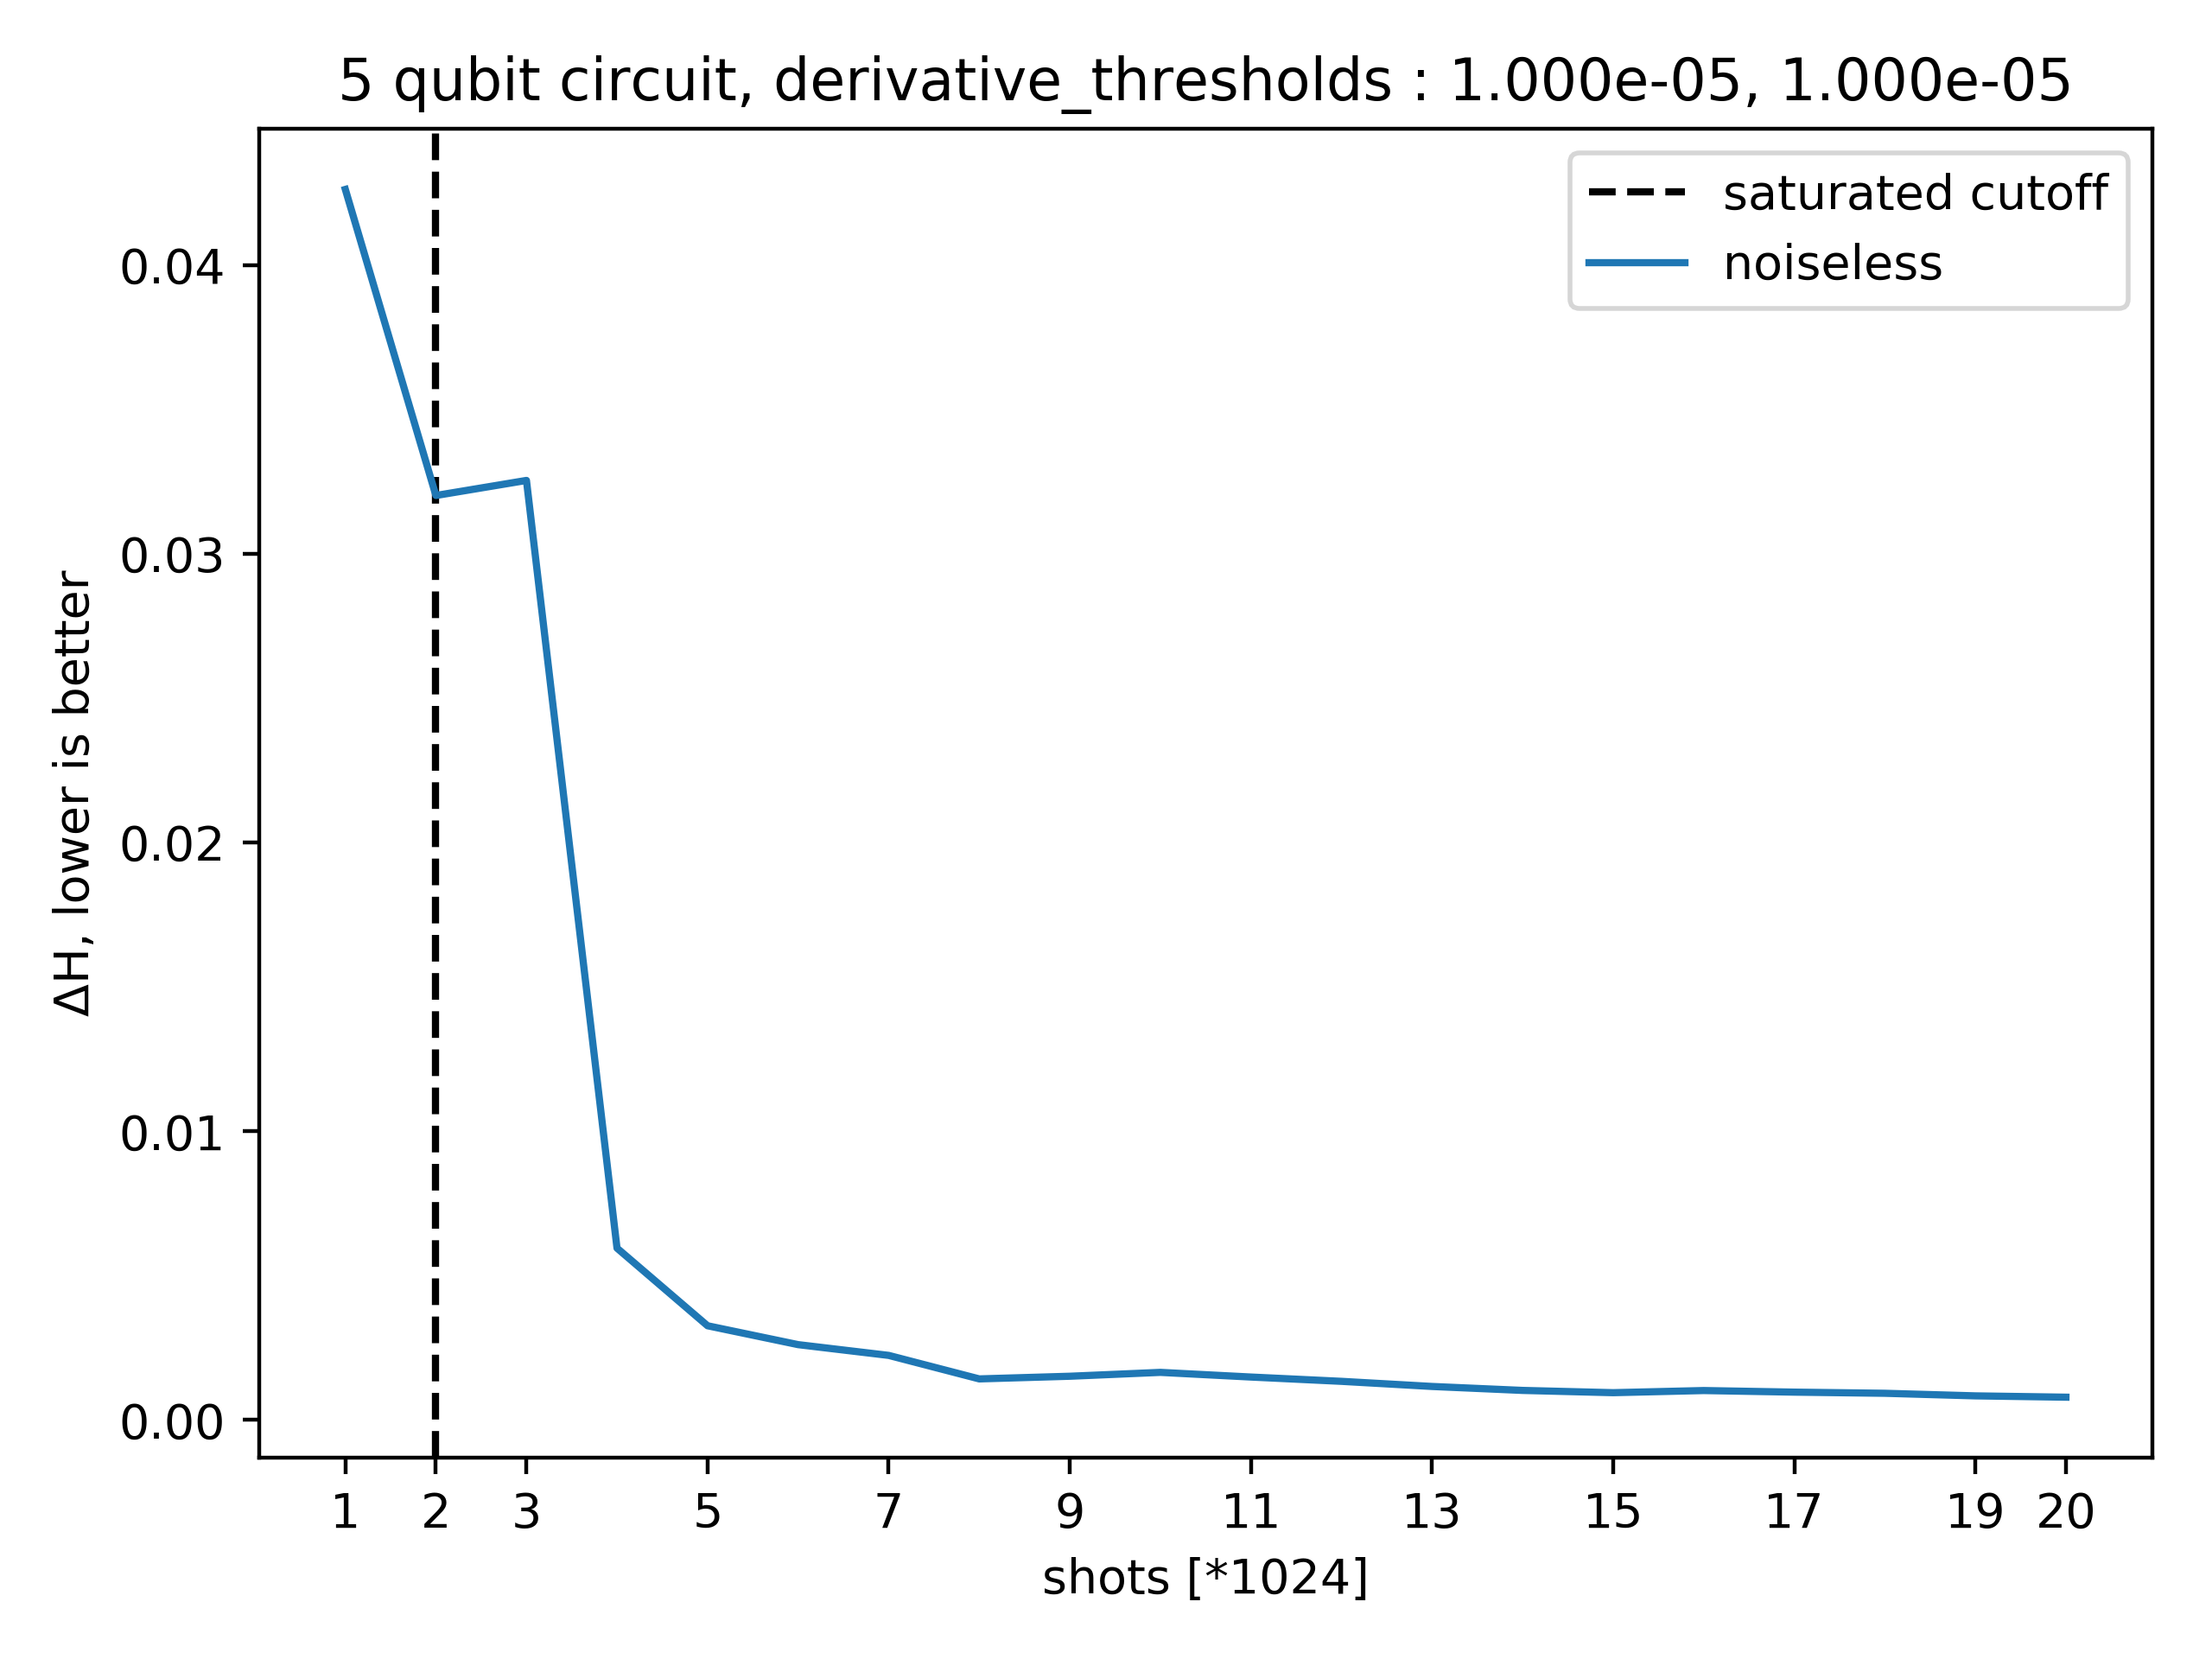 5 qubit circuit, derivative_thresholds : 1.000e-05, 1.000e-05
saturated cutoff
noiseless
ΔH, lower is better
0.04
0.03
0.02
0.01
0.00
1 2 3 5 7 9 11 13 15 17 19 20
shots [*1024]